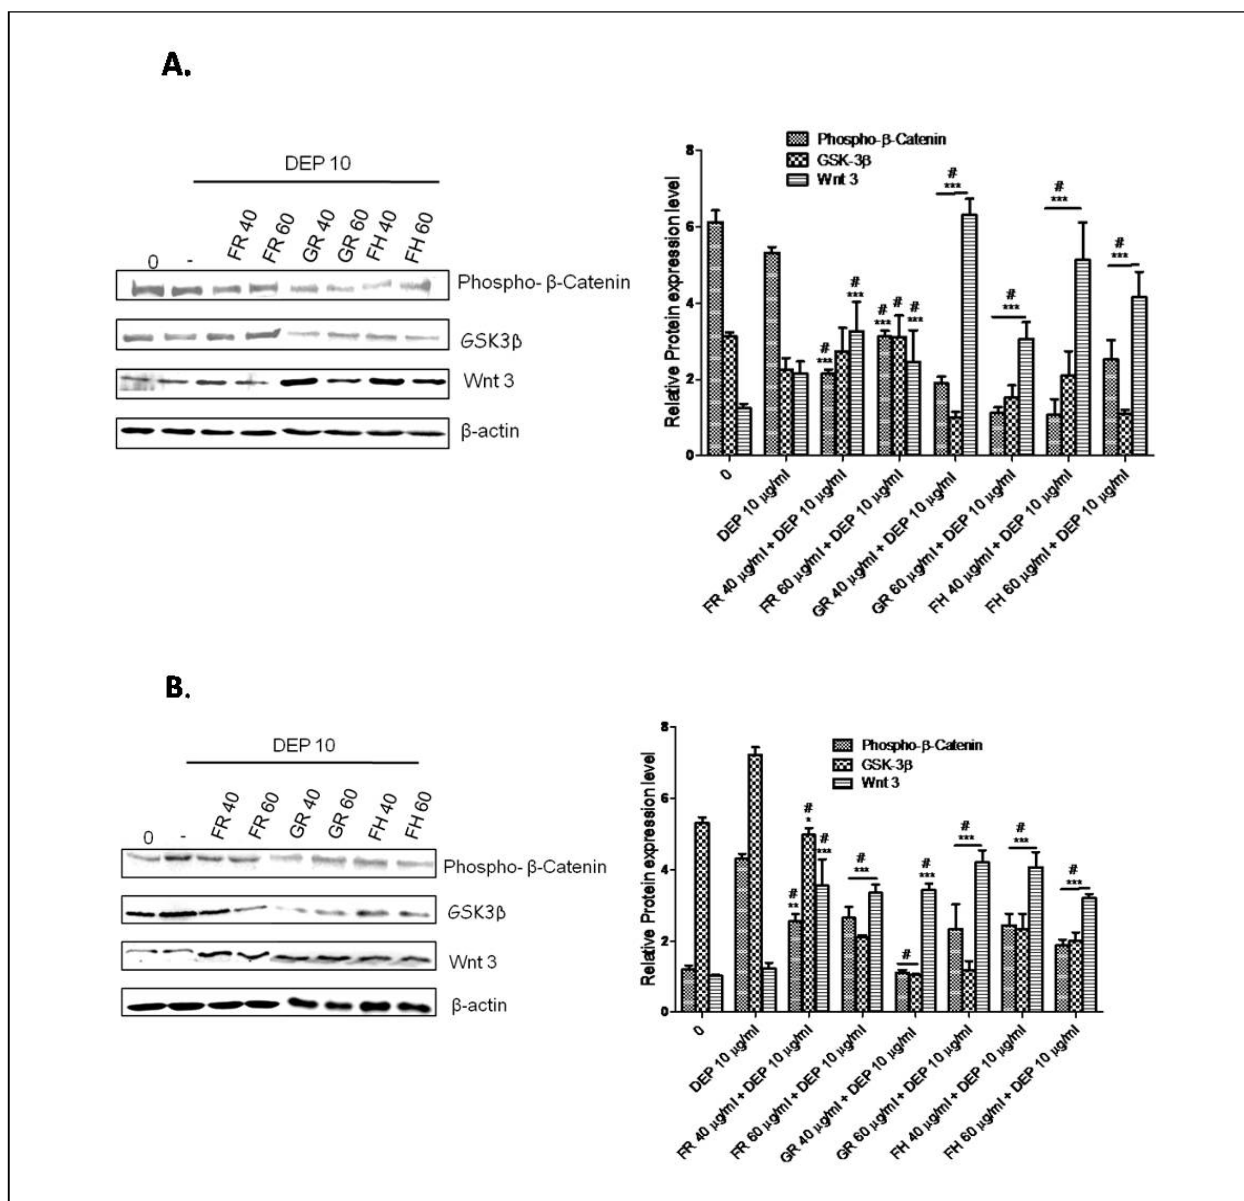 A.
DEP 10
0
-
FR 40
FR 60
GR 40
GR 60
FH 40
FH 60
Phospho- β-Catenin
GSK3β
Wnt 3
β-actin
Phospho-β-Catenin
GSK-3β
Wnt 3
Relative Protein expression level
8
6
4
2
0
#
***
#
***
#
***
#
#
***
#
***
#
***
#
***
#
***
0
DEP 10 µg/ml
FR 40 µg/ml + DEP 10 µg/ml
FR 60 µg/ml + DEP 10 µg/ml
GR 40 µg/ml + DEP 10 µg/ml
GR 60 µg/ml + DEP 10 µg/ml
FH 40 µg/ml + DEP 10 µg/ml
FH 60 µg/ml + DEP 10 µg/ml
B.
DEP 10
0
-
FR 40
FR 60
GR 40
GR 60
FH 40
FH 60
Phospho- β-Catenin
GSK3β
Wnt 3
β-actin
Phospho-β-Catenin
GSK-3β
Wnt 3
Relative Protein expression level
8
6
4
2
0
#
**
#
*
#
***
#
***
#
#
***
#
***
#
***
#
***
0
DEP 10 µg/ml
FR 40 µg/ml + DEP 10 µg/ml
FR 60 µg/ml + DEP 10 µg/ml
GR 40 µg/ml + DEP 10 µg/ml
GR 60 µg/ml + DEP 10 µg/ml
FH 40 µg/ml + DEP 10 µg/ml
FH 60 µg/ml + DEP 10 µg/ml